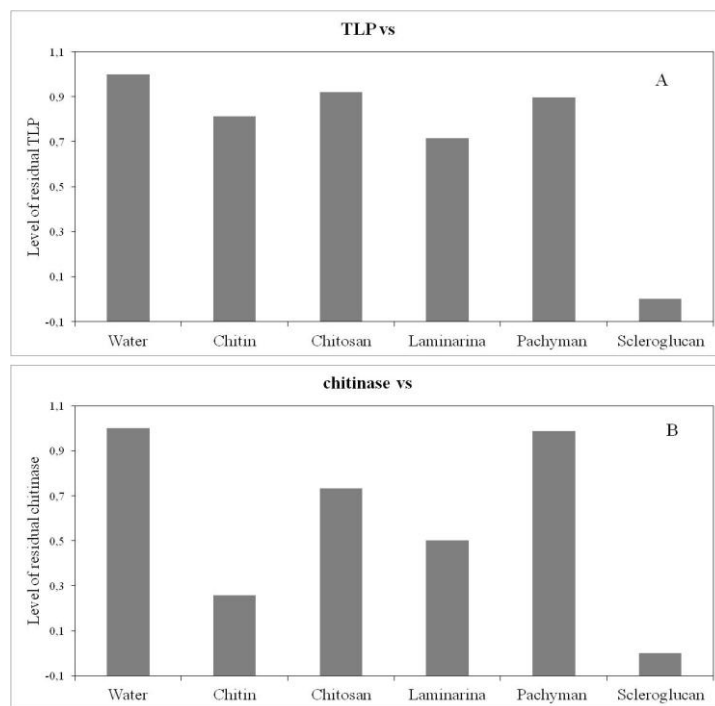 TLP vs
A
Level of residual TLP
1,1
0,9
0,7
0,5
0,3
0,1
-0,1
Water Chitin Chitosan Laminarina Pachyman Scleroglucan
chitinase vs
B
Level of residual chitinase
1,1
0,9
0,7
0,5
0,3
0,1
-0,1
Water Chitin Chitosan Laminarina Pachyman Scleroglucan